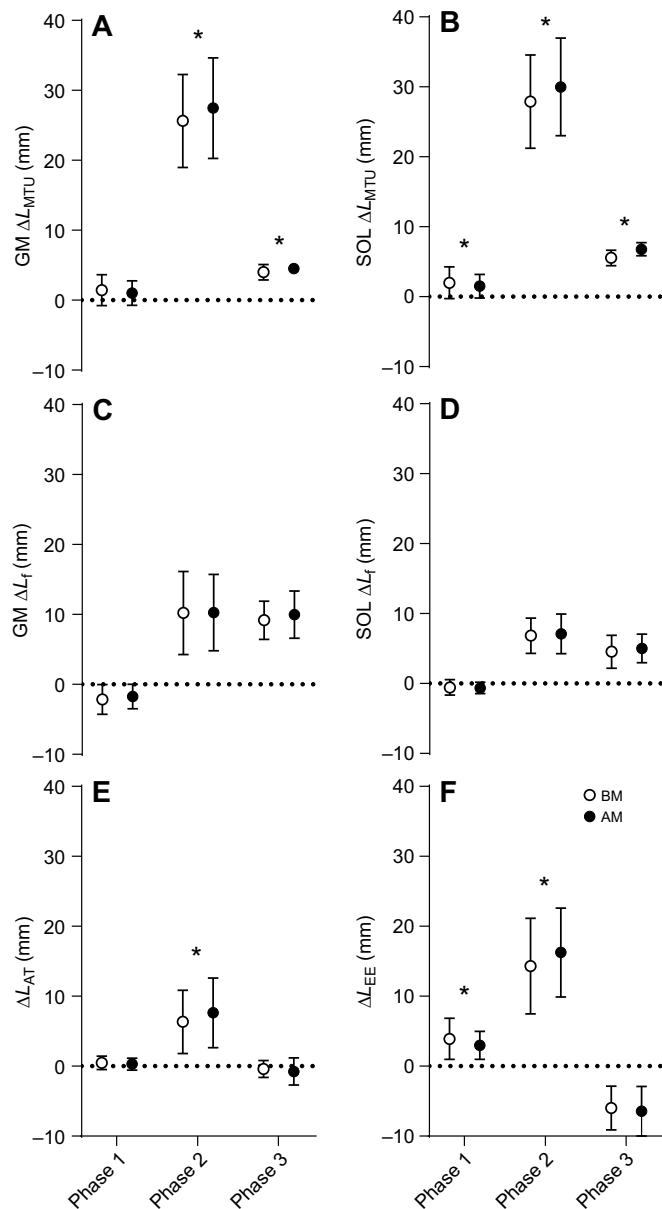 A
B
40
30
20
10
0
–10
GM ΔLMTU (mm)
*
*
40
30
20
10
0
–10
SOL ΔLMTU (mm)
*
*
*
C
D
40
30
20
10
0
–10
GM ΔLf (mm)
40
30
20
10
0
–10
SOL ΔLf (mm)
E
F
40
30
20
10
0
–10
ΔLAT (mm)
*
Phase 1
Phase 2
Phase 3
40
30
20
10
0
–10
ΔLEE (mm)
BM
AM
*
*
Phase 1
Phase 2
Phase 3